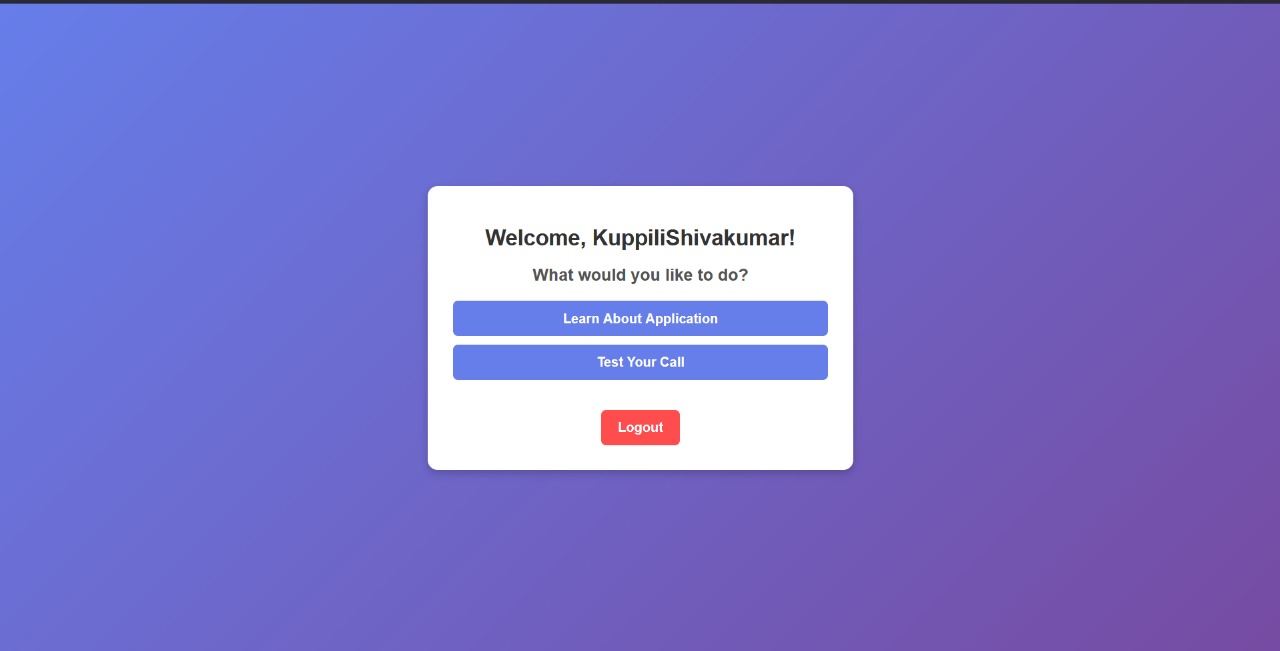 Welcome, KuppiliShivakumar!
What would you like to do?
Learn About Application
Test Your Call
Logout